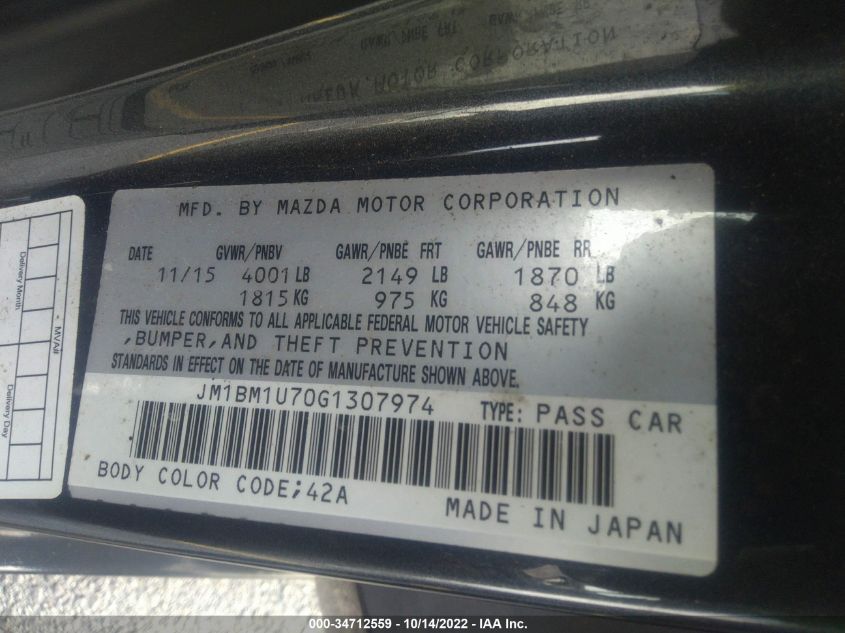 MFD. BY MAZDA MOTOR CORPORATION
DATE GVWR/PNBV GAWR/PNBE FRT GAWR/PNBE RR
11/15 4001 LB 2149 LB 1870 LB
1815 KG 975 KG 848 KG
THIS VEHICLE CONFORMS TO ALL APPLICABLE FEDERAL MOTOR VEHICLE SAFETY
,BUMPER,AND THEFT PREVENTION
STANDARDS IN EFFECT ON THE DATE OF MANUFACTURE SHOWN ABOVE.
JM1BM1U70G1307974 TYPE: PASS CAR
BODY COLOR CODE;42A
MADE IN JAPAN
Delivery Month
Delivery Day
000-34712559 - 10/14/2022 - IAA Inc.